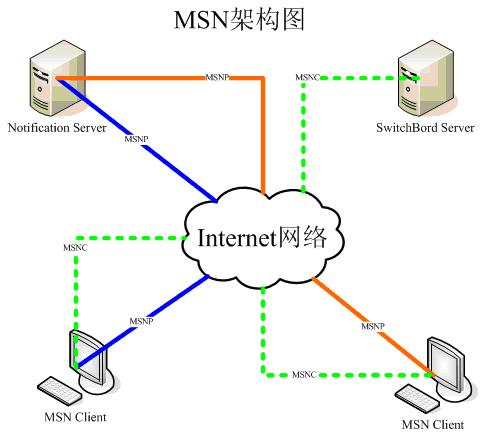 MSN架构图
MSNP
MSNC
Notification Server
SwitchBord Server
MSNP
Internet网络
MSNC
MSNP
MSNP
MSNC
MSN Client
MSN Client